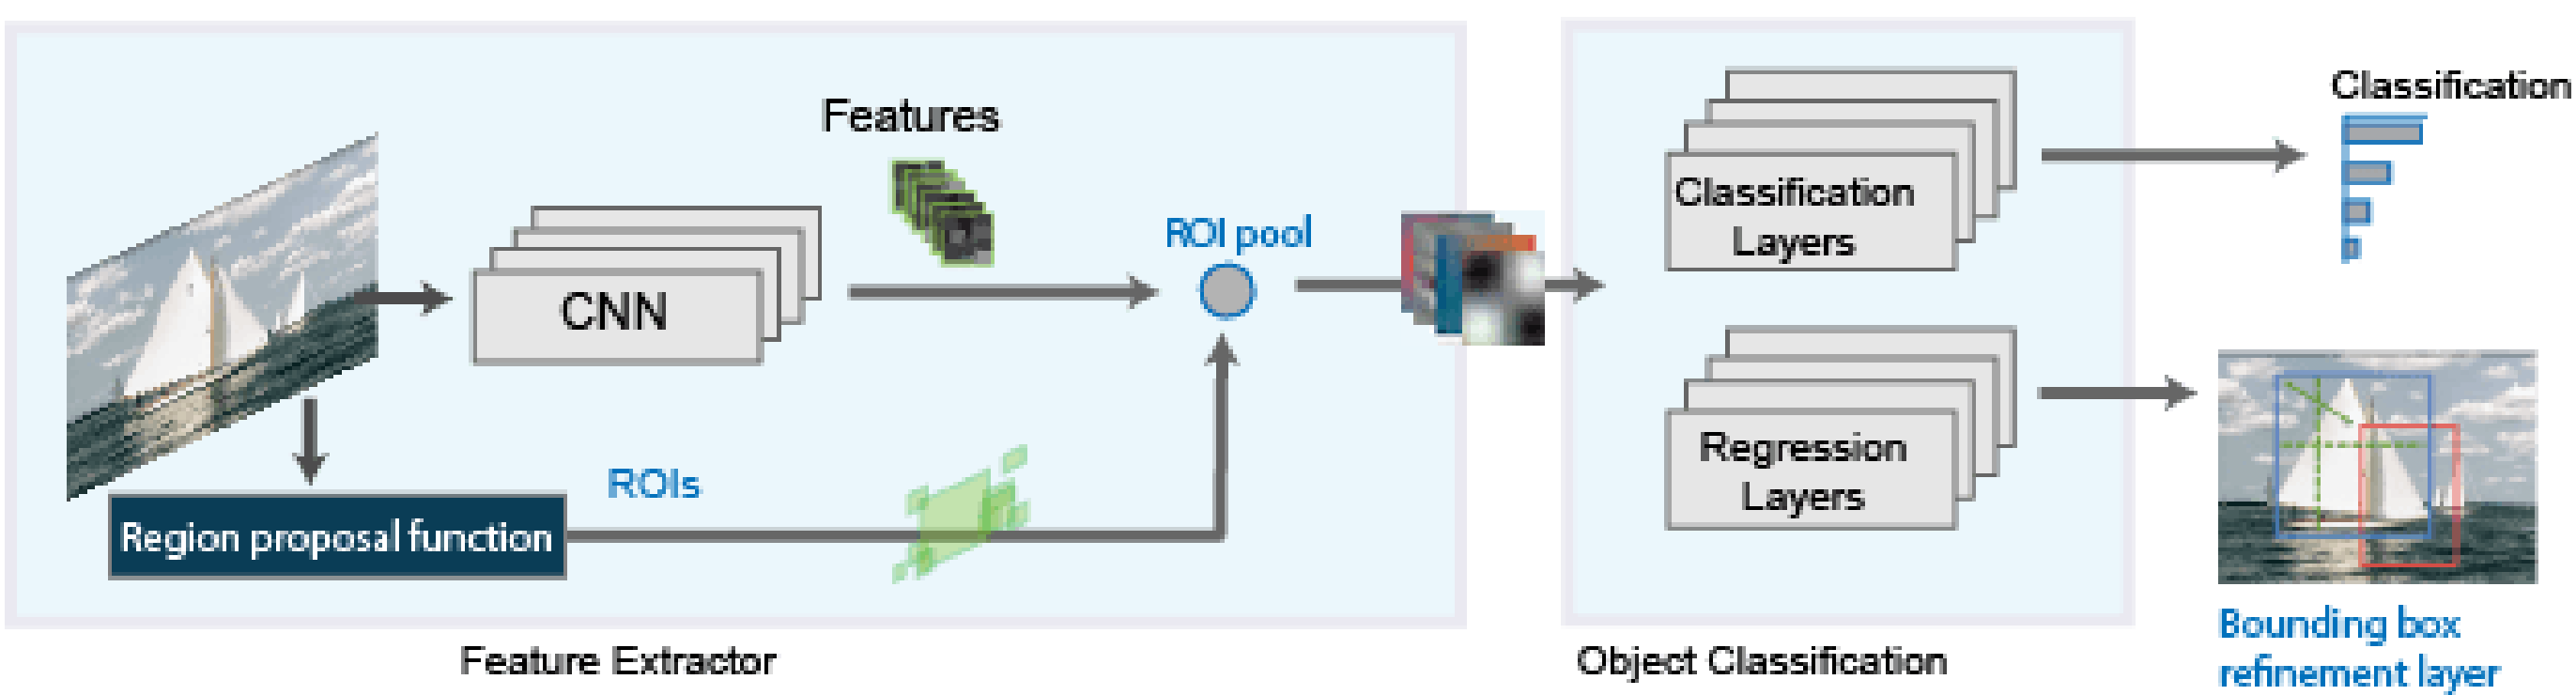 Features
CNN
ROI pool
ROIs
Region proposal function
Feature Extractor
Classification
Layers
Regression
Layers
Object Classification
Classification
Bounding box
refinement layer